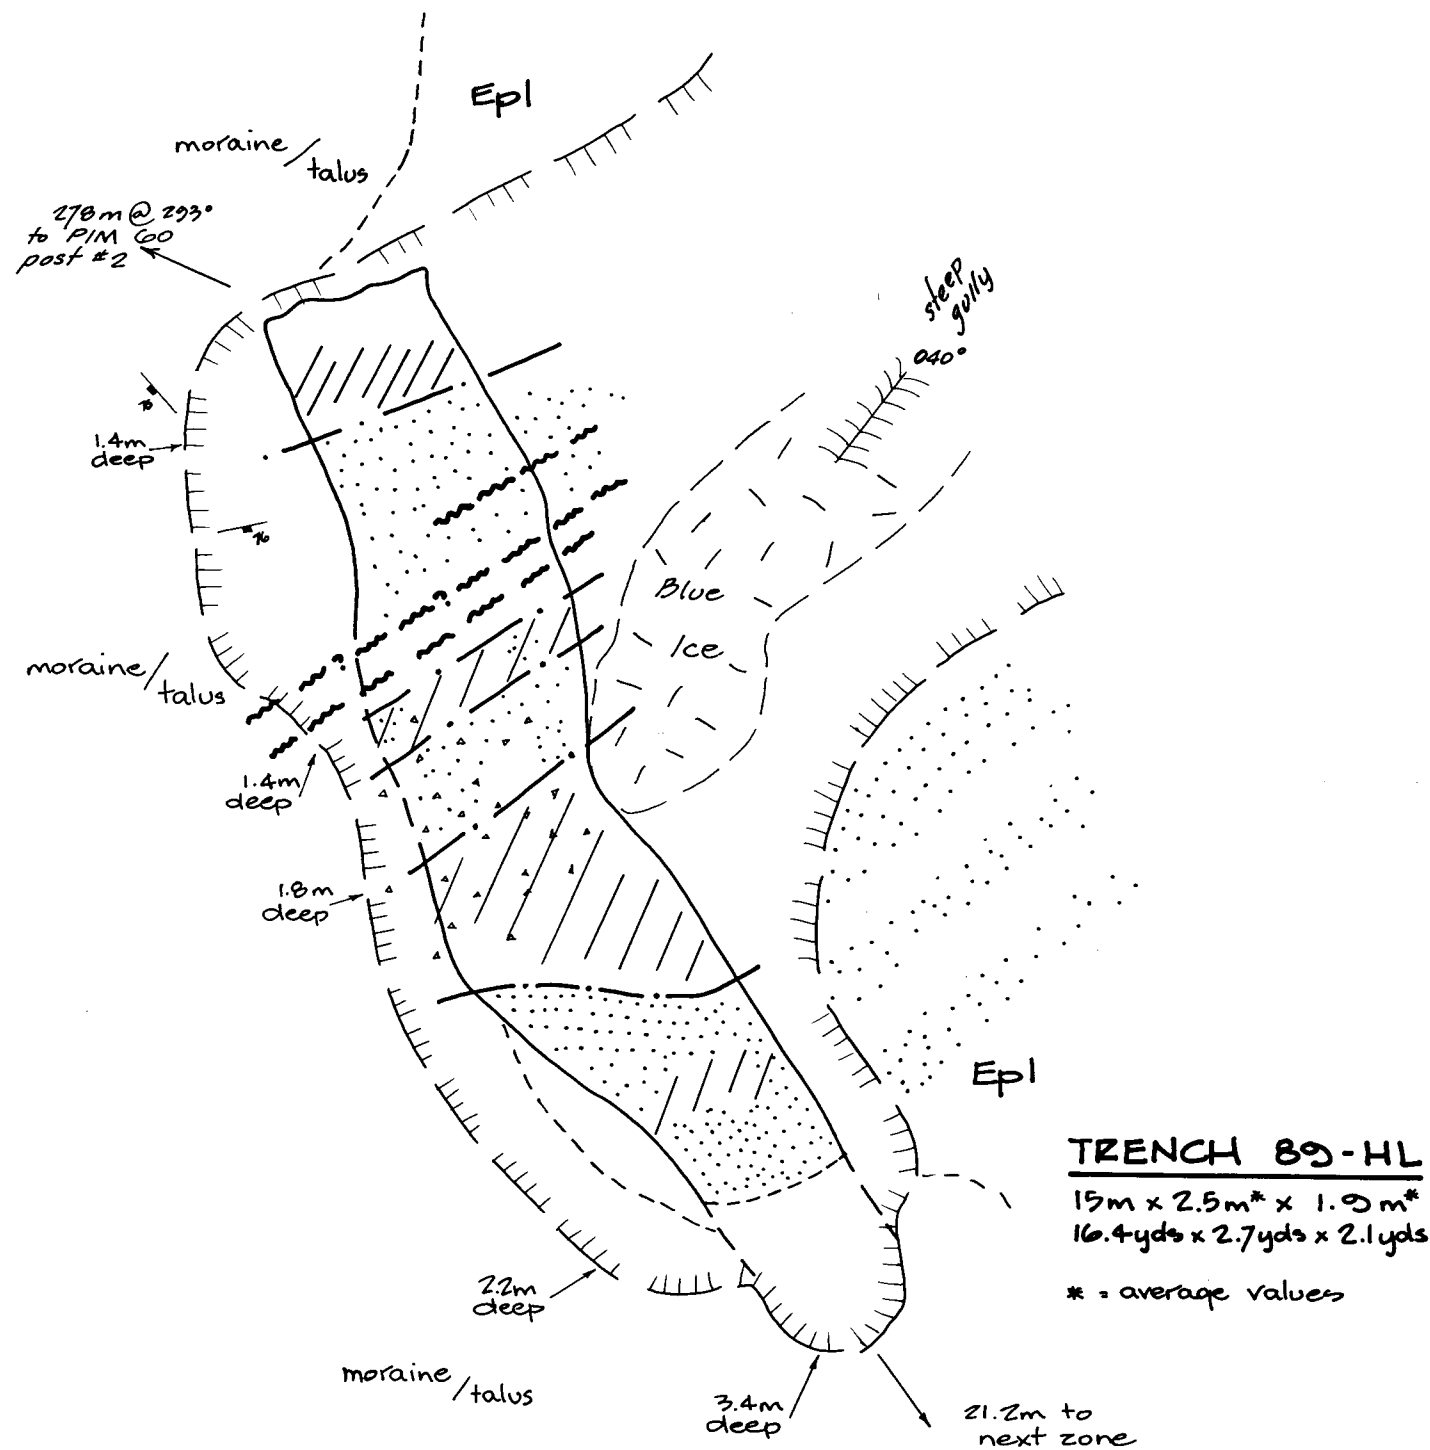 Epl
moraine/
talus
278m @ 293°
to PIM 60
post #2
steep
gully
040°
75
1.4m
deep
76
Blue
Ice
moraine/
talus
1.4m
deep
1.8m
deep
Epl
TRENCH 89-HL
15m x 2.5m* x 1.9m*
16.4yds x 2.7yds x 2.1yds
* = average values
2.2m
deep
moraine/
talus
3.4m
deep
21.2m to
next zone